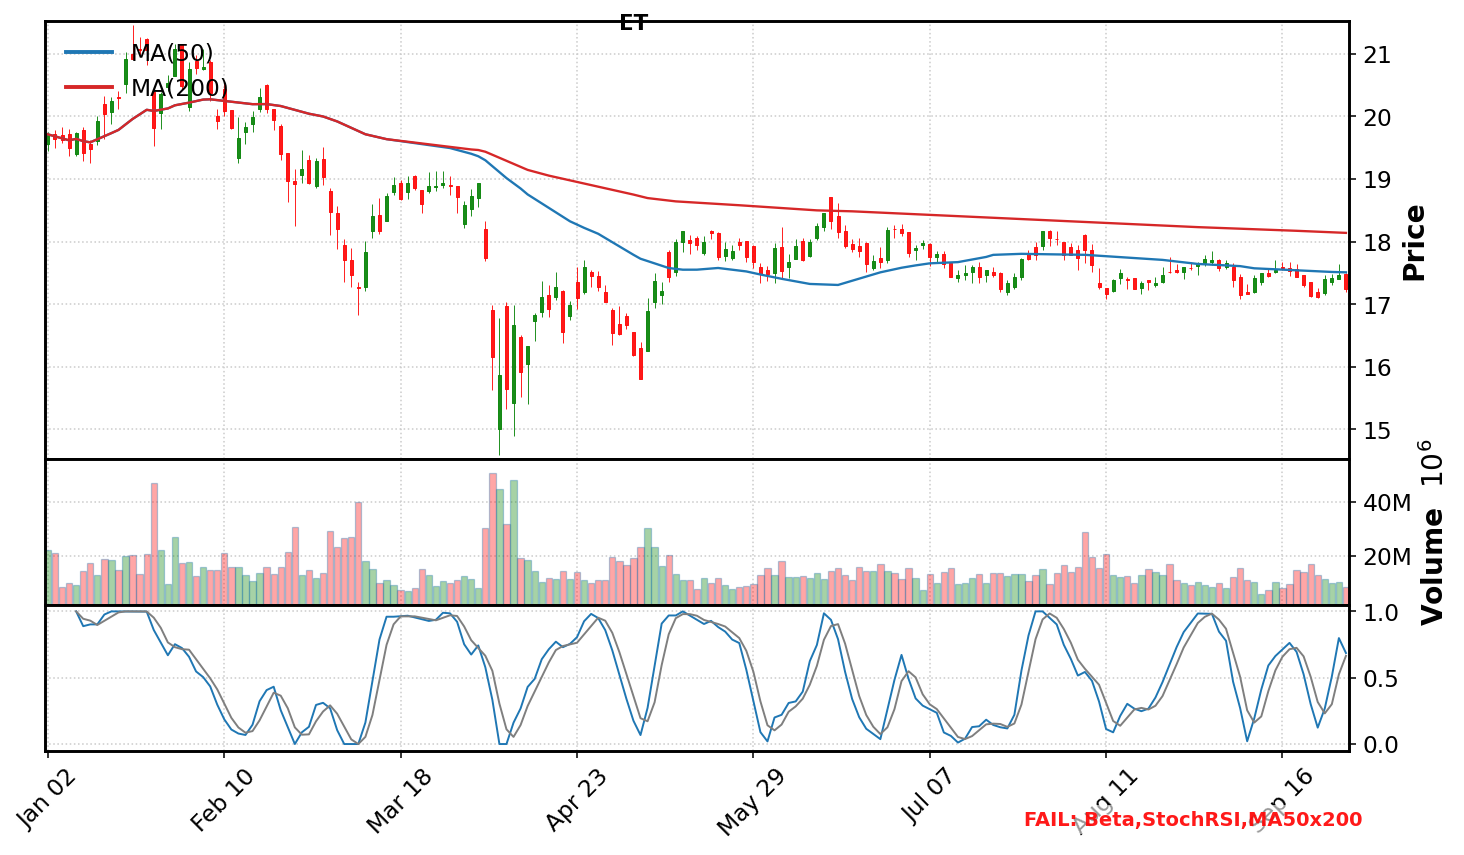 ET
MA(50)
MA(200)
21
20
19
18
17
16
15
Price
40M
20M
Volume 10^6
1.0
0.5
0.0
Jan 02
Feb 10
Mar 18
Apr 23
May 29
Jul 07
Aug 11
Sep 16
FAIL: Beta,StochRSI,MA50x200